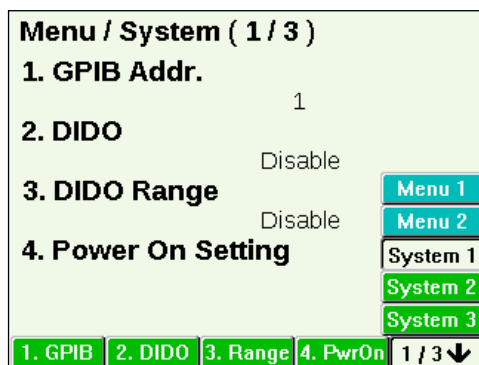 Menu / System ( 1 / 3 )
1. GPIB Addr.
1
2. DIDO
Disable
3. DIDO Range
Disable
4. Power On Setting
Menu 1
Menu 2
System 1
System 2
System 3
1. GPIB 2. DIDO 3. Range 4. PwrOn 1 / 3 ↓